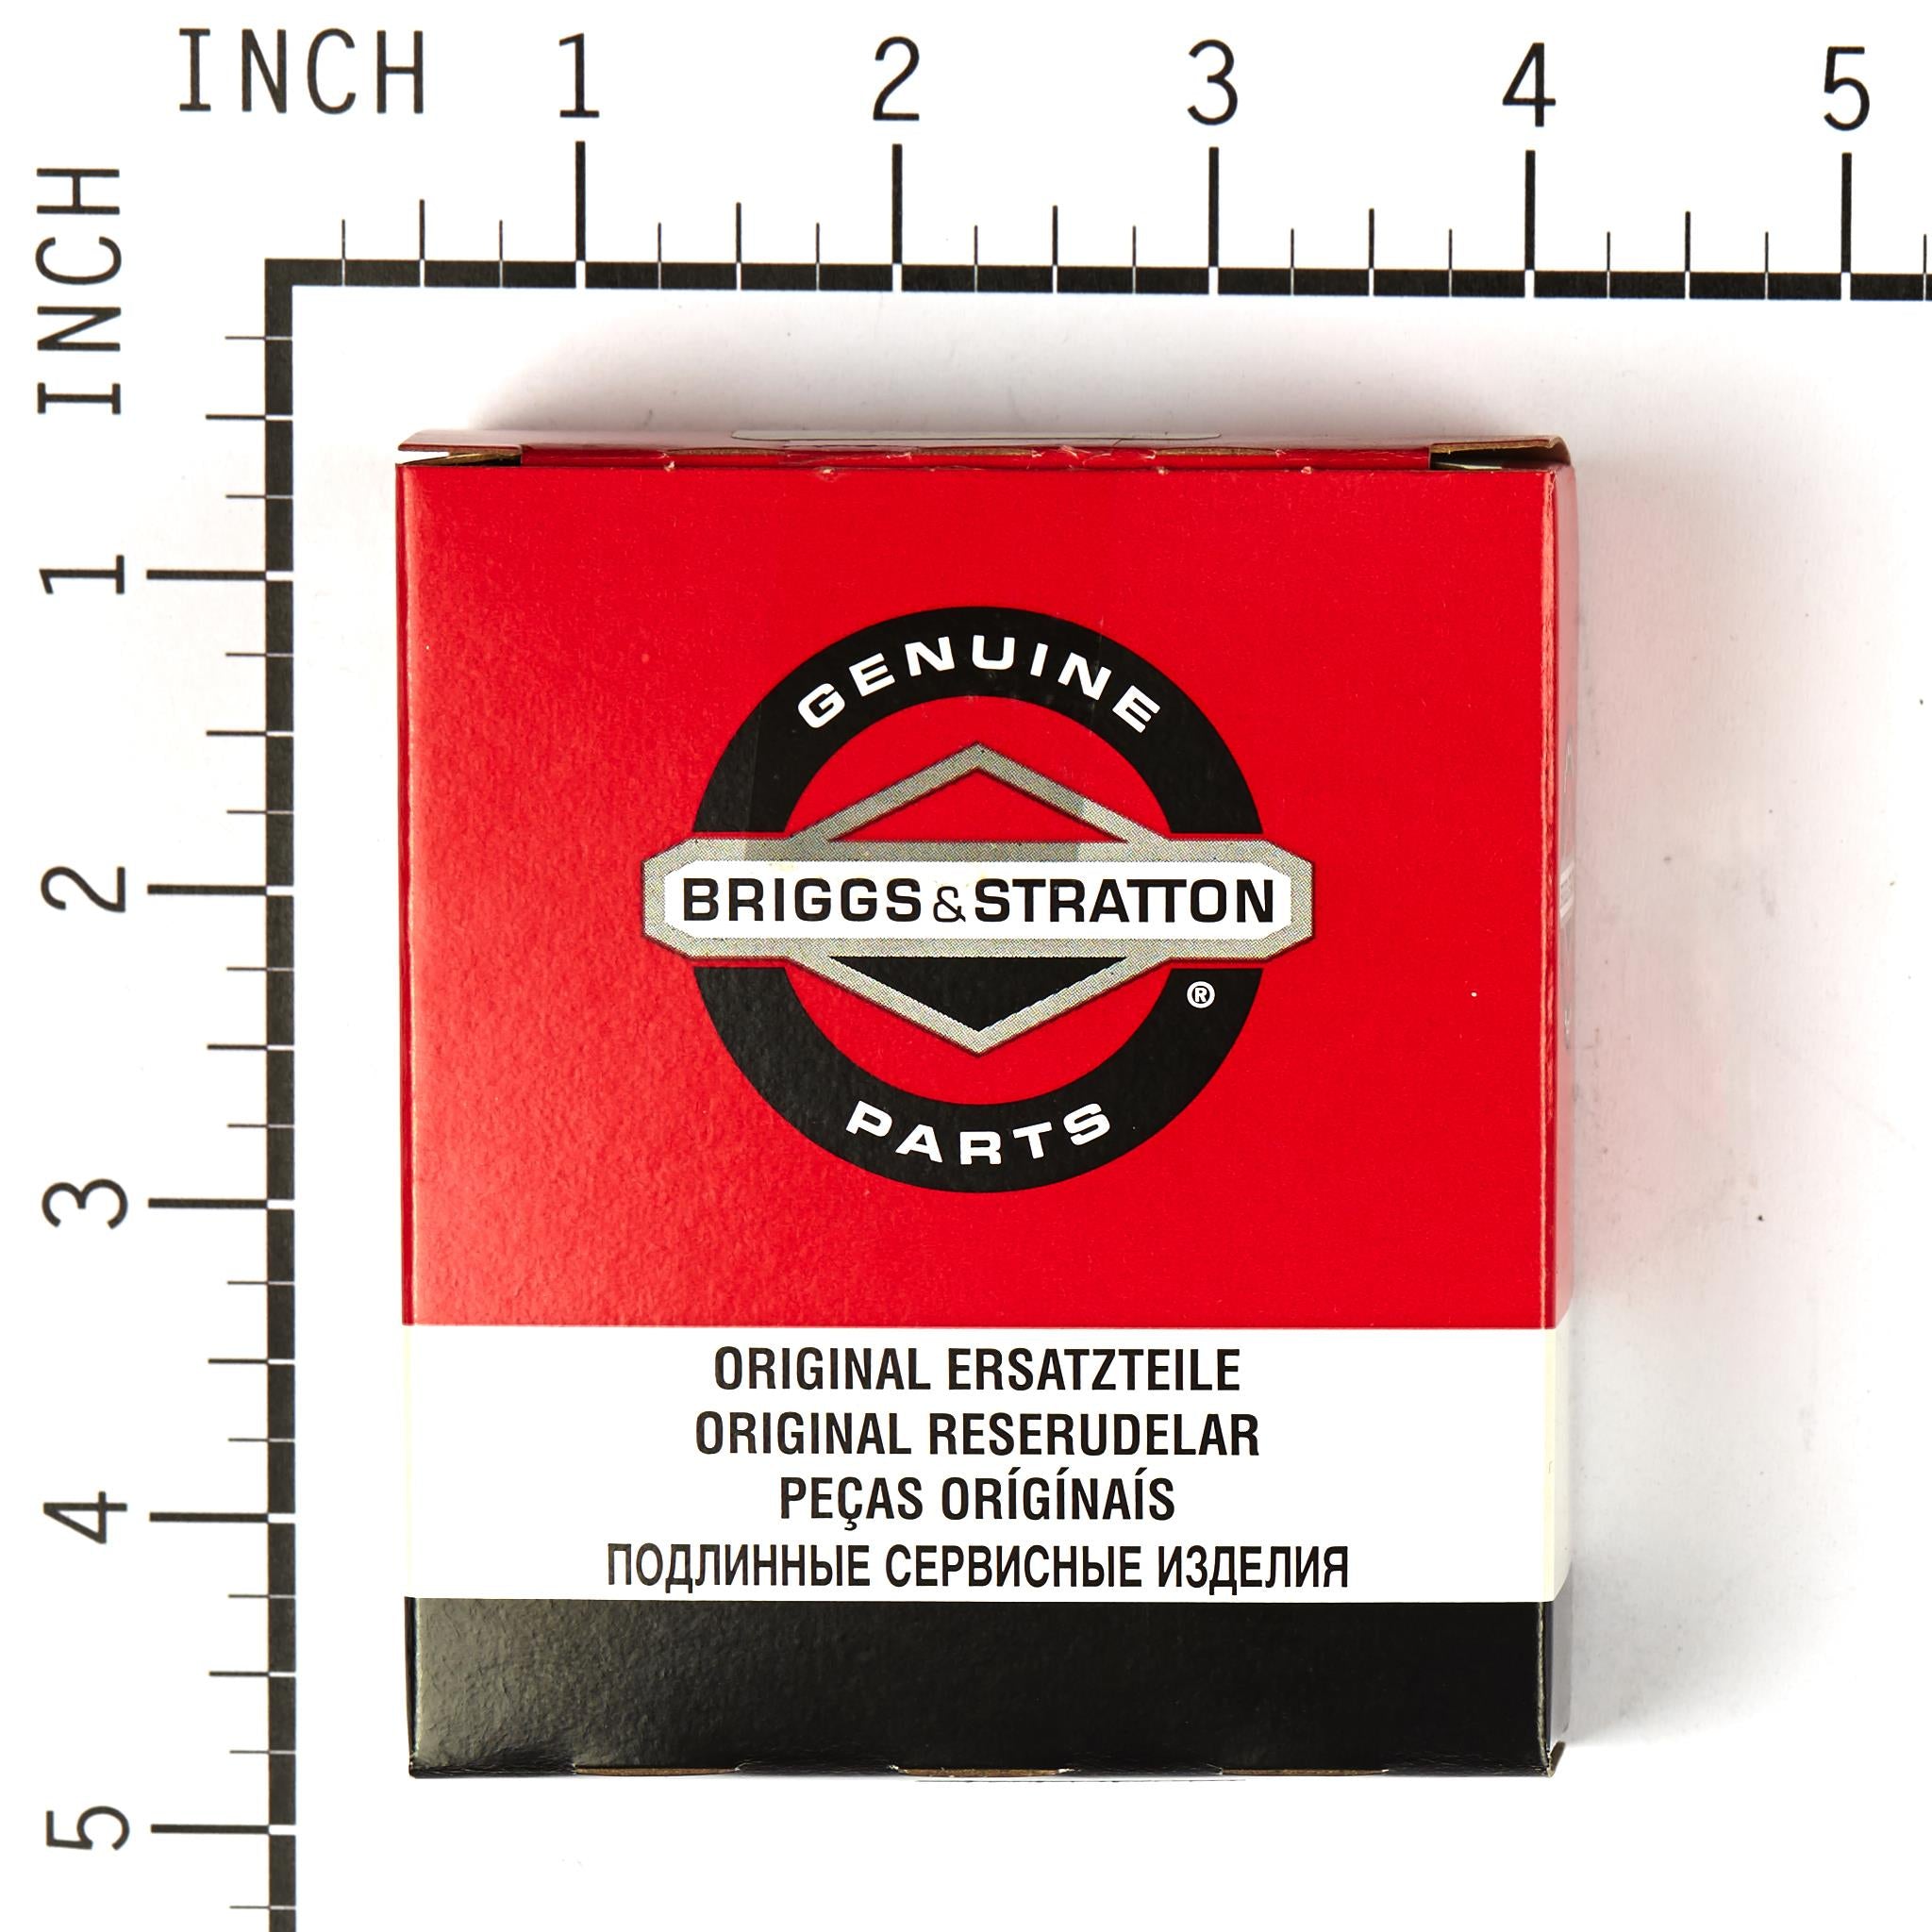 INCH 1 2 3 4 5
INCH 1 2 3 4 5
GENUINE
BRIGGS & STRATTON
®
PARTS
ORIGINAL ERSATZTEILE
ORIGINAL RESERUDELAR
PEÇAS ORÍGÍNAÍS
ПОДЛИННЫЕ СЕРВИСНЫЕ ИЗДЕЛИЯ